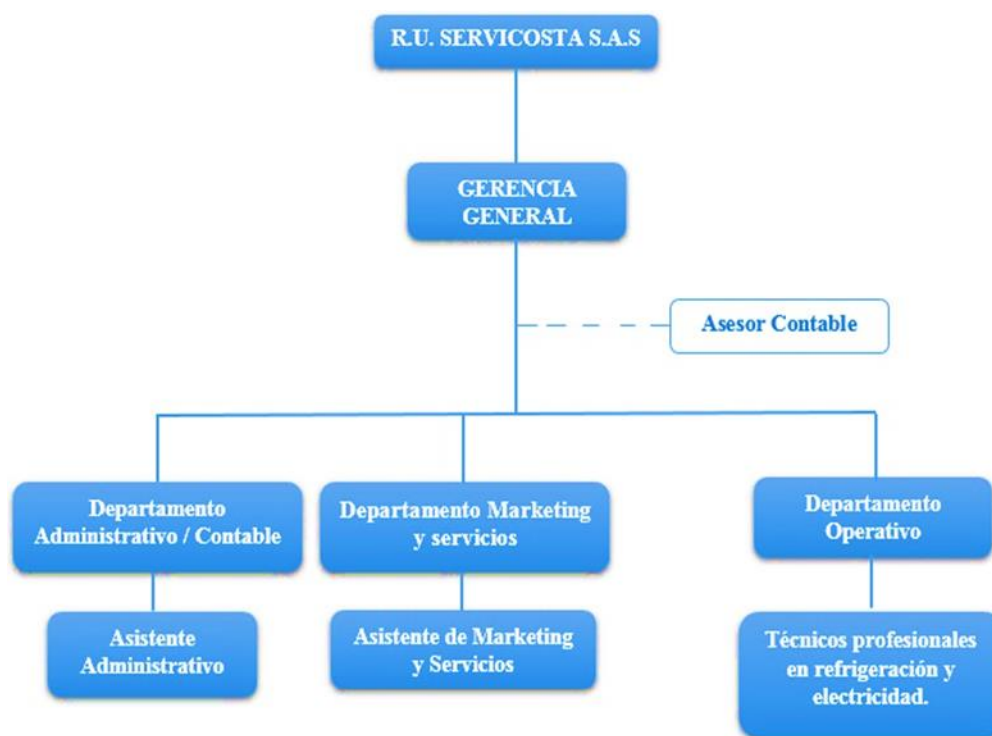 R.U. SERVICOSTA S.A.S
GERENCIA
GENERAL
Asesor Contable
Departamento
Administrativo / Contable
Departamento Marketing
y servicios
Departamento
Operativo
Asistente
Administrativo
Asistente de Marketing
y Servicios
Técnicos profesionales
en refrigeración y
electricidad.